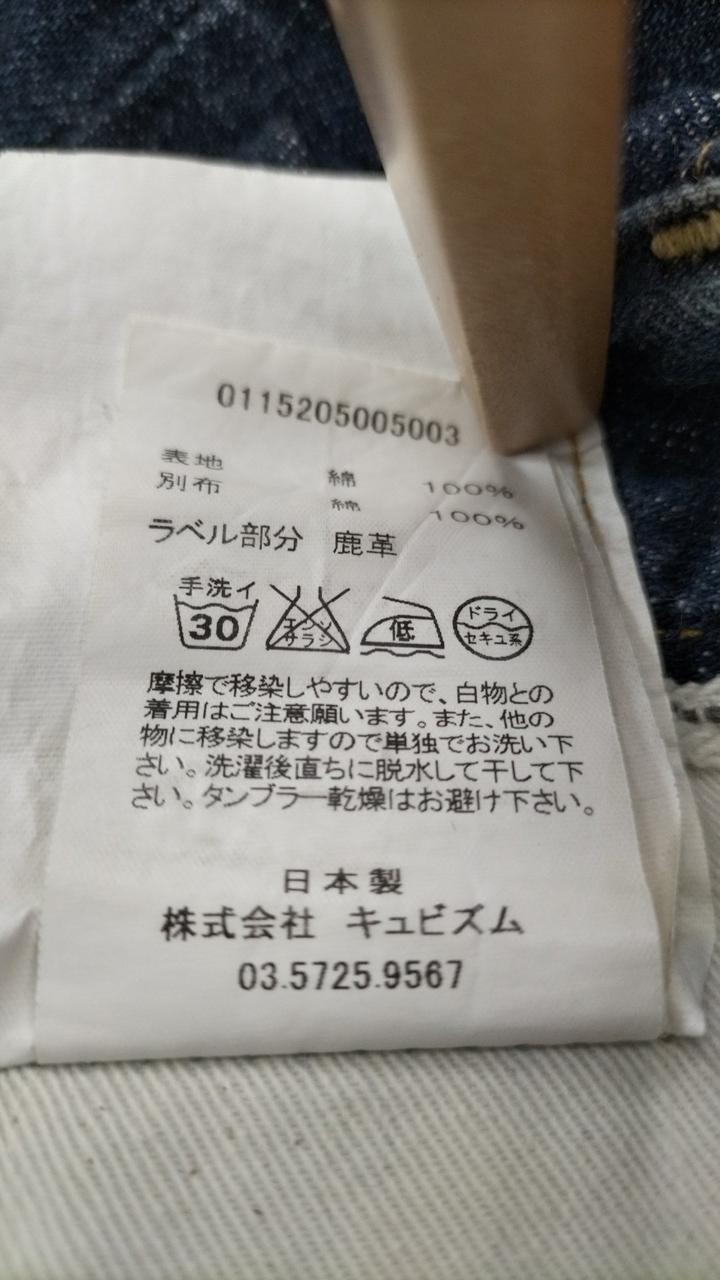 0115205005003
表地 綿 100%
別布 綿 100%
ラベル部分 鹿革
手洗イ
30 エンソ サラシ 低 ドライ セキユ系
摩擦で移染しやすいので、白物との
着用はご注意願います。また、他の
物に移染しますので単独でお洗い下
さい。洗濯後直ちに脱水して干して下
さい。タンブラー乾燥はお避け下さい。
日本製
株式会社 キュビズム
03.5725.9567